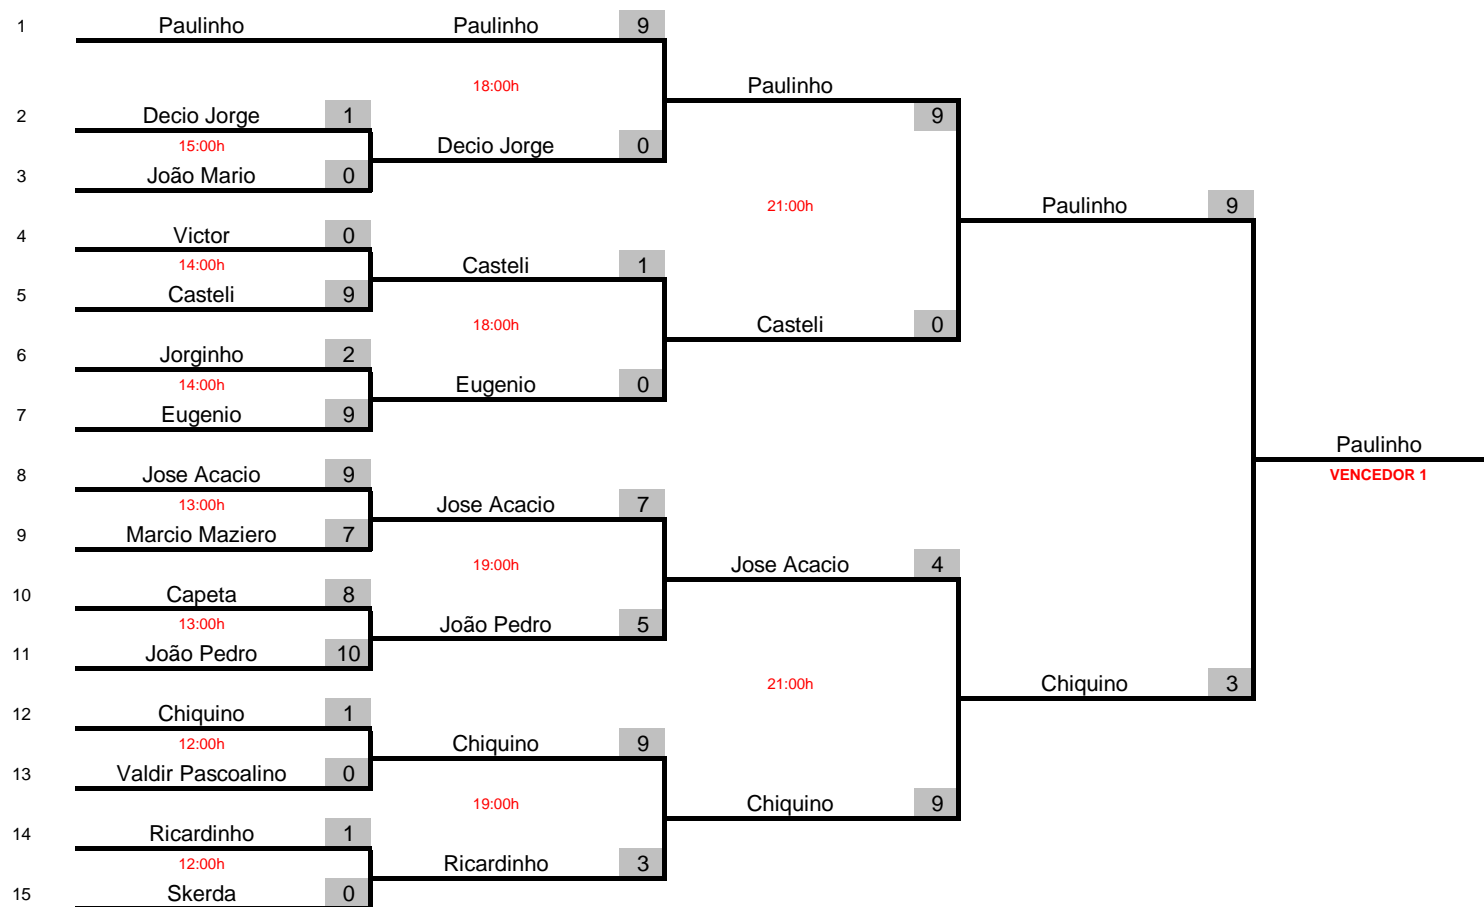 1 Paulinho Paulinho 9
18:00h Paulinho
2 Decio Jorge 1 9
15:00h Decio Jorge 0
3 João Mario 0
21:00h Paulinho 9
4 Victor 0
14:00h Casteli 1
5 Casteli 9
18:00h Casteli 0
6 Jorginho 2
14:00h Eugenio 0
7 Eugenio 9
Paulinho
8 Jose Acacio 9 VENCEDOR 1
13:00h Jose Acacio 7
9 Marcio Maziero 7
19:00h Jose Acacio 4
10 Capeta 8
13:00h João Pedro 5
11 João Pedro 10
21:00h Chiquino 3
12 Chiquino 1
12:00h Chiquino 9
13 Valdir Pascoalino 0
19:00h Chiquino 9
14 Ricardinho 1
12:00h Ricardinho 3
15 Skerda 0